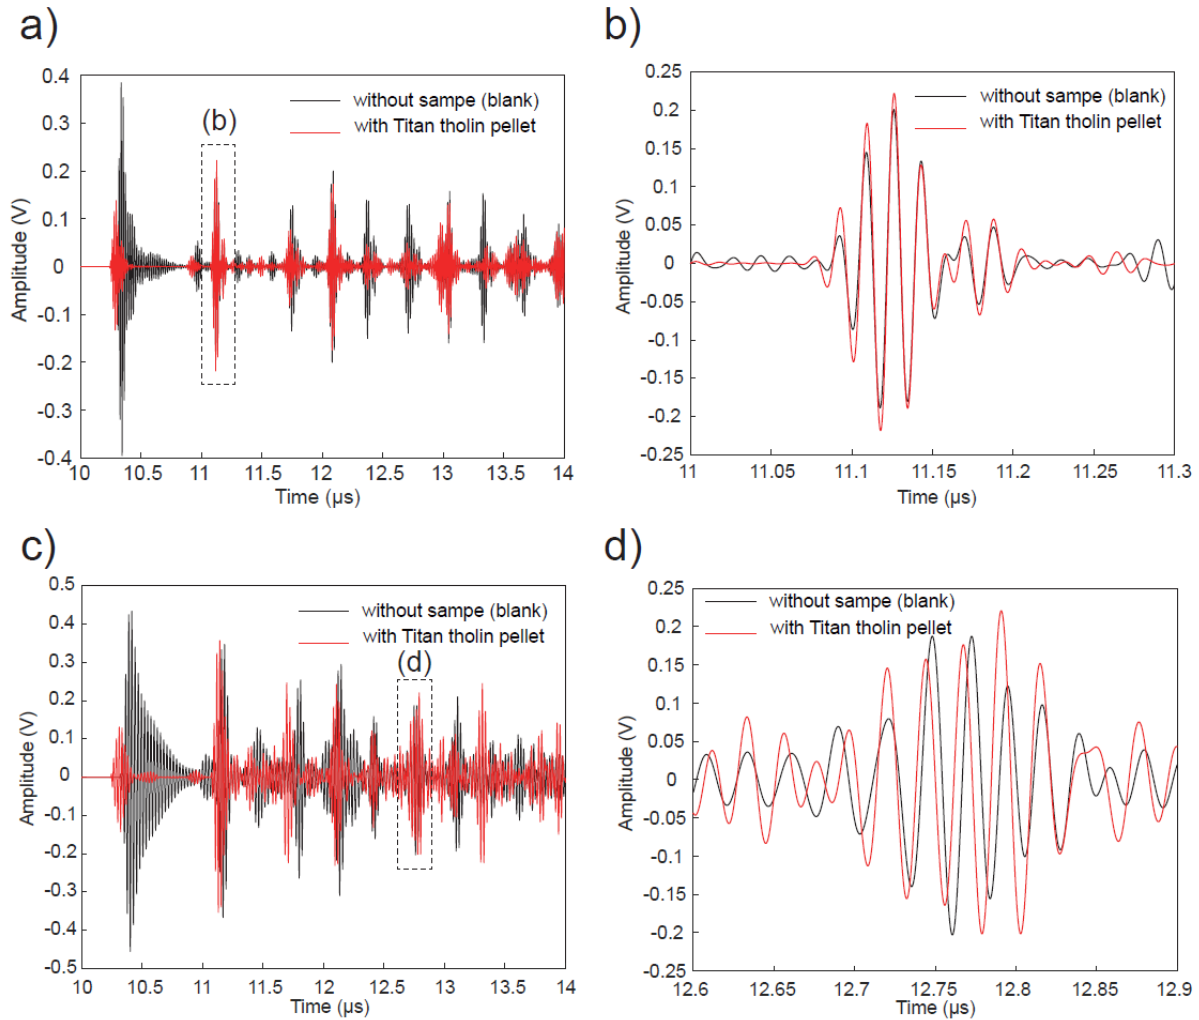 a)
0.4
0.3
0.2
0.1
0
-0.1
-0.2
-0.3
-0.4
Amplitude (V)
without sampe (blank)
with Titan tholin pellet
(b)
10 10.5 11 11.5 12 12.5 13 13.5 14
Time (µs)
b)
0.25
0.2
0.15
0.1
0.05
0
-0.05
-0.1
-0.15
-0.2
-0.25
Amplitude (V)
without sampe (blank)
with Titan tholin pellet
11 11.05 11.1 11.15 11.2 11.25 11.3
Time (µs)
c)
0.5
0.4
0.3
0.2
0.1
0
-0.1
-0.2
-0.3
-0.4
-0.5
Amplitude (V)
without sampe (blank)
with Titan tholin pellet
(d)
10 10.5 11 11.5 12 12.5 13 13.5 14
Time (µs)
d)
0.25
0.2
0.15
0.1
0.05
0
-0.05
-0.1
-0.15
-0.2
-0.25
Amplitude (V)
without sampe (blank)
with Titan tholin pellet
12.6 12.65 12.7 12.75 12.8 12.85 12.9
Time (µs)